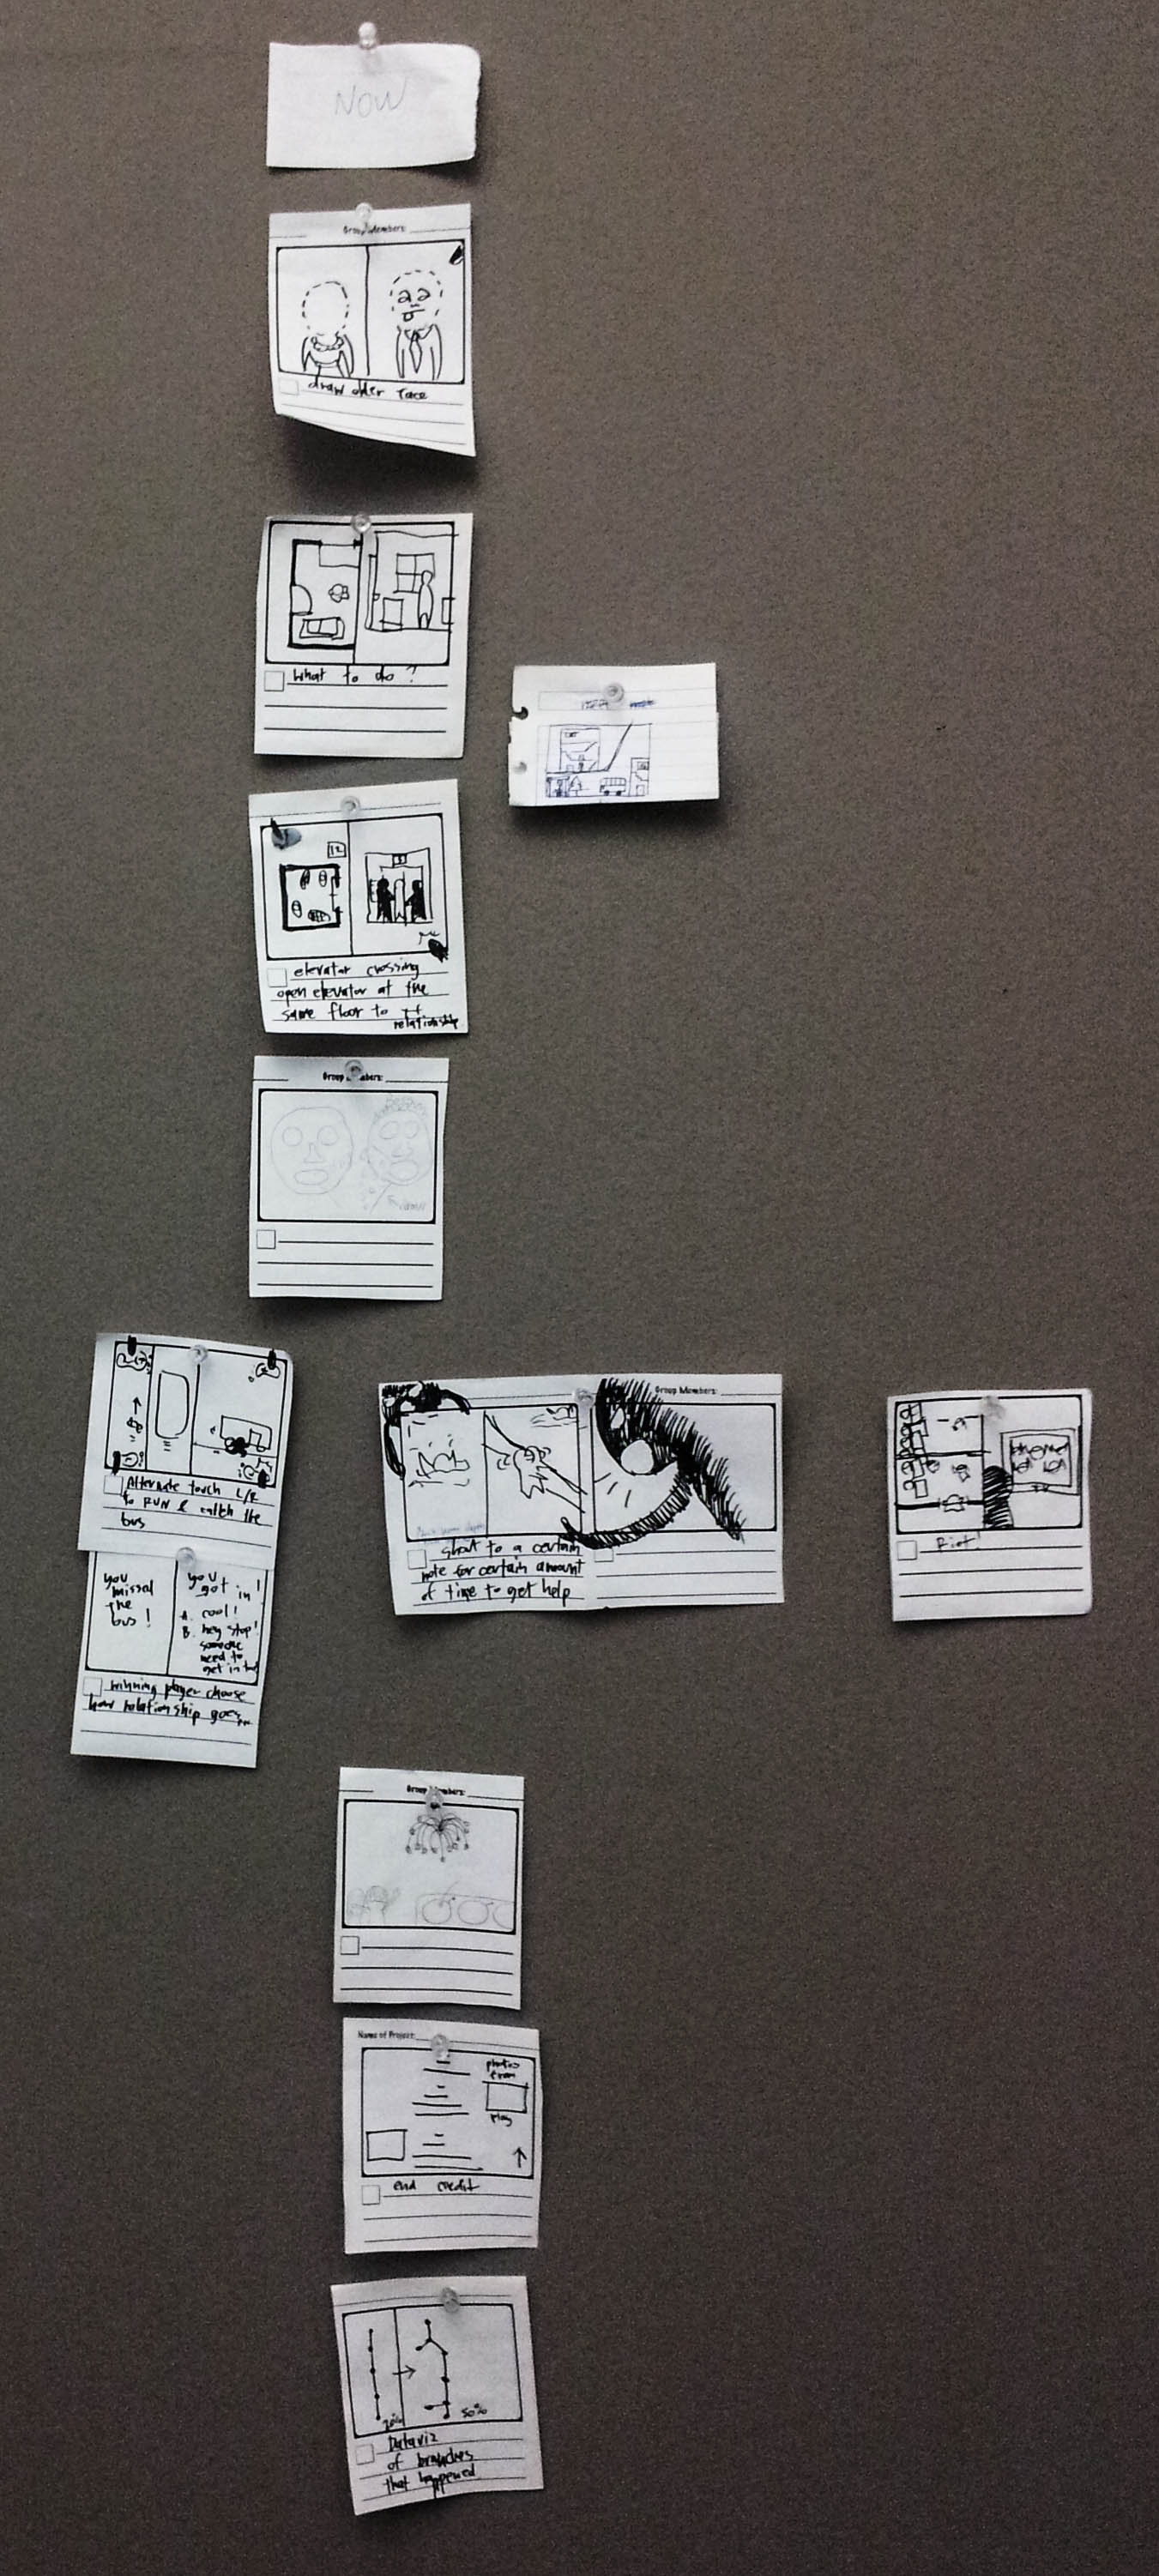 NOW
Group Members:
draw older face
What to do?
12
elevator crossing
open elevator at the
same floor to
relationship
Group Members:
Alternate touch L/R
to RUN & catch the
bus
you
missed
the
bus!
you
got in!
A. cool!
B. hey stop!
someone
need to
get in too
winning player choose
how relationship goes...
Group Members:
shout to a certain
note for certain amount
of time to get help
Riot!
Group Members:
Name of Project:
photos
from
play
end credit
50%
Dataviz
of branches
that happened